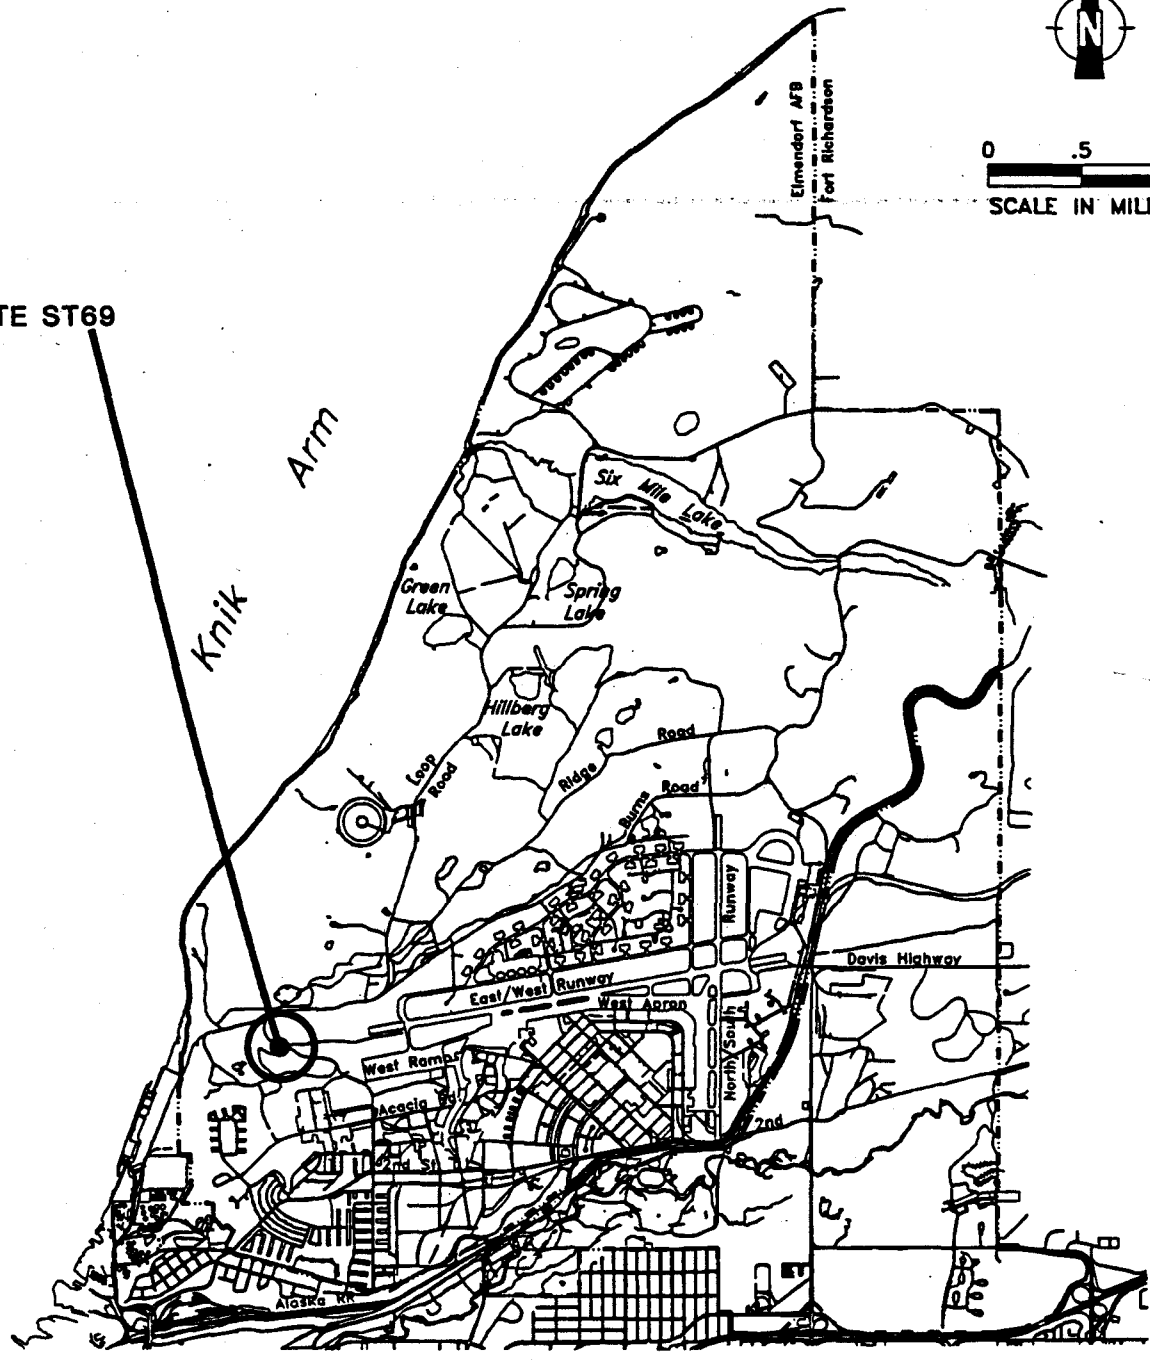 N
Elmendorf AFB
Fort Richardson
0 .5
SCALE IN MIL
TE ST69
Knik Arm
Six Mile Lake
Green
Lake
Spring
Lake
Hillberg
Lake
Loop
Road
Ridge Road
Burns Road
Runway
Davis Highway
East/West Runway
West Apron
North/South
West Ramp
Acacia Rd
2nd
2nd St
Alaska RR